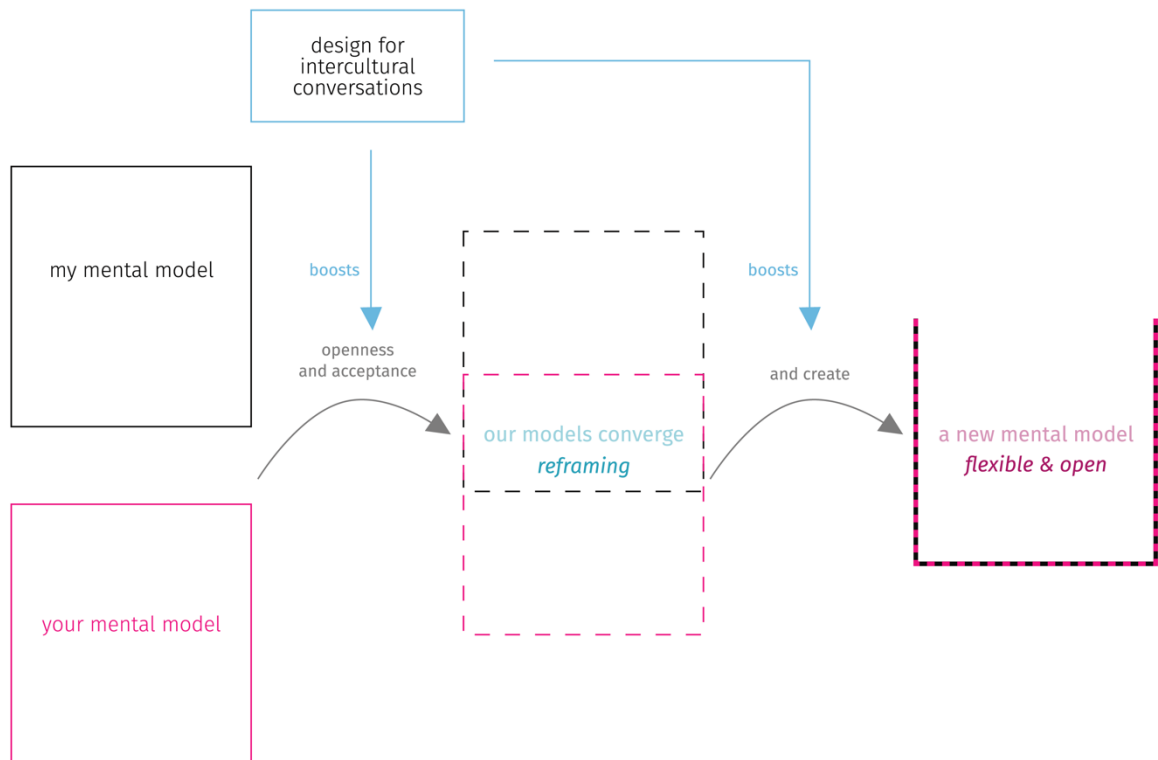 design for
intercultural
conversations
my mental model
boosts
boosts
openness
and acceptance
and create
our models converge
reframing
a new mental model
flexible & open
your mental model